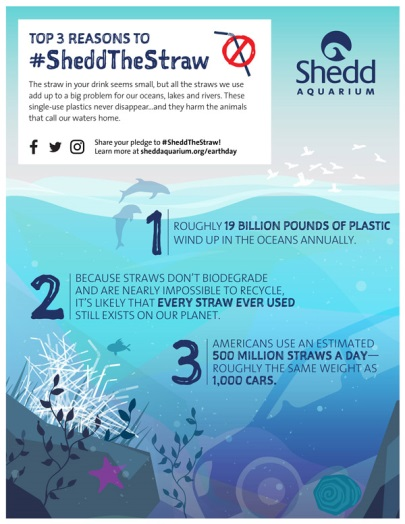 TOP 3 REASONS TO
#SheddTheStraw
The straw in your drink seems small, but all the straws we use
add up to a big problem for our oceans, lakes and rivers. These
single-use plastics never disappear...and they harm the animals
that call our waters home.
Share your pledge to #SheddTheStraw!
Learn more at sheddaquarium.org/earthday
Shedd
AQUARIUM
1
ROUGHLY 19 BILLION POUNDS OF PLASTIC
WIND UP IN THE OCEANS ANNUALLY.
2
BECAUSE STRAWS DON'T BIODEGRADE
AND ARE NEARLY IMPOSSIBLE TO RECYCLE,
IT'S LIKELY THAT EVERY STRAW EVER USED
STILL EXISTS ON OUR PLANET.
3
AMERICANS USE AN ESTIMATED
500 MILLION STRAWS A DAY—
ROUGHLY THE SAME WEIGHT AS
1,000 CARS.